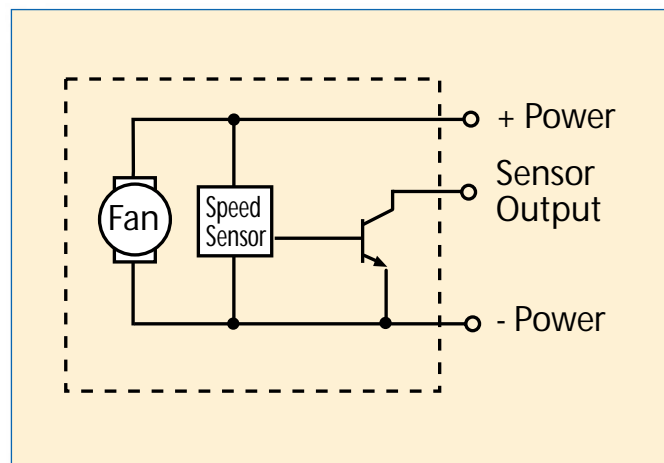 + Power
Sensor
Output
Fan
Speed
Sensor
- Power